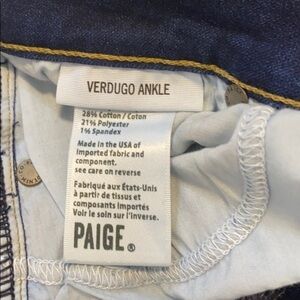 VERDUGO ANKLE
28% Cotton / Coton
21% Polyester
1% Spandex
Made in the USA of
imported fabric and
component.
see care on reverse
Fabriqué aux États-Unis
à partir de tissus et
composants importés
Voir le soin sur l'inverse.
PAIGE®